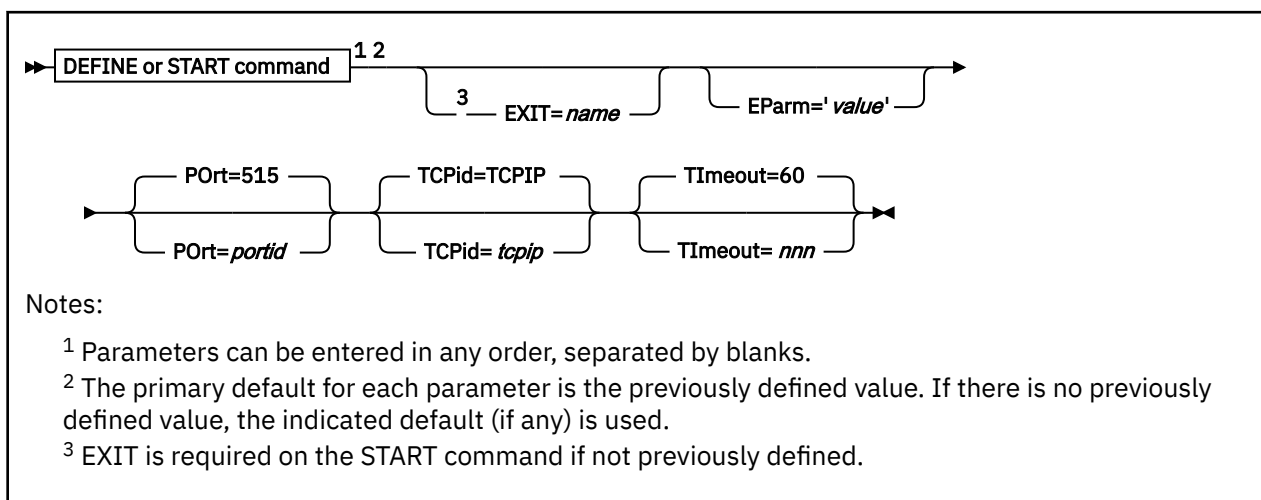 DEFINE or START command 1 2
3 EXIT=name EParm='value'
POrt=515 TCPid=TCPIP TImeout=60
POrt=portid TCPid=tcpip TImeout=nnn
Notes:
1 Parameters can be entered in any order, separated by blanks.
2 The primary default for each parameter is the previously defined value. If there is no previously
defined value, the indicated default (if any) is used.
3 EXIT is required on the START command if not previously defined.